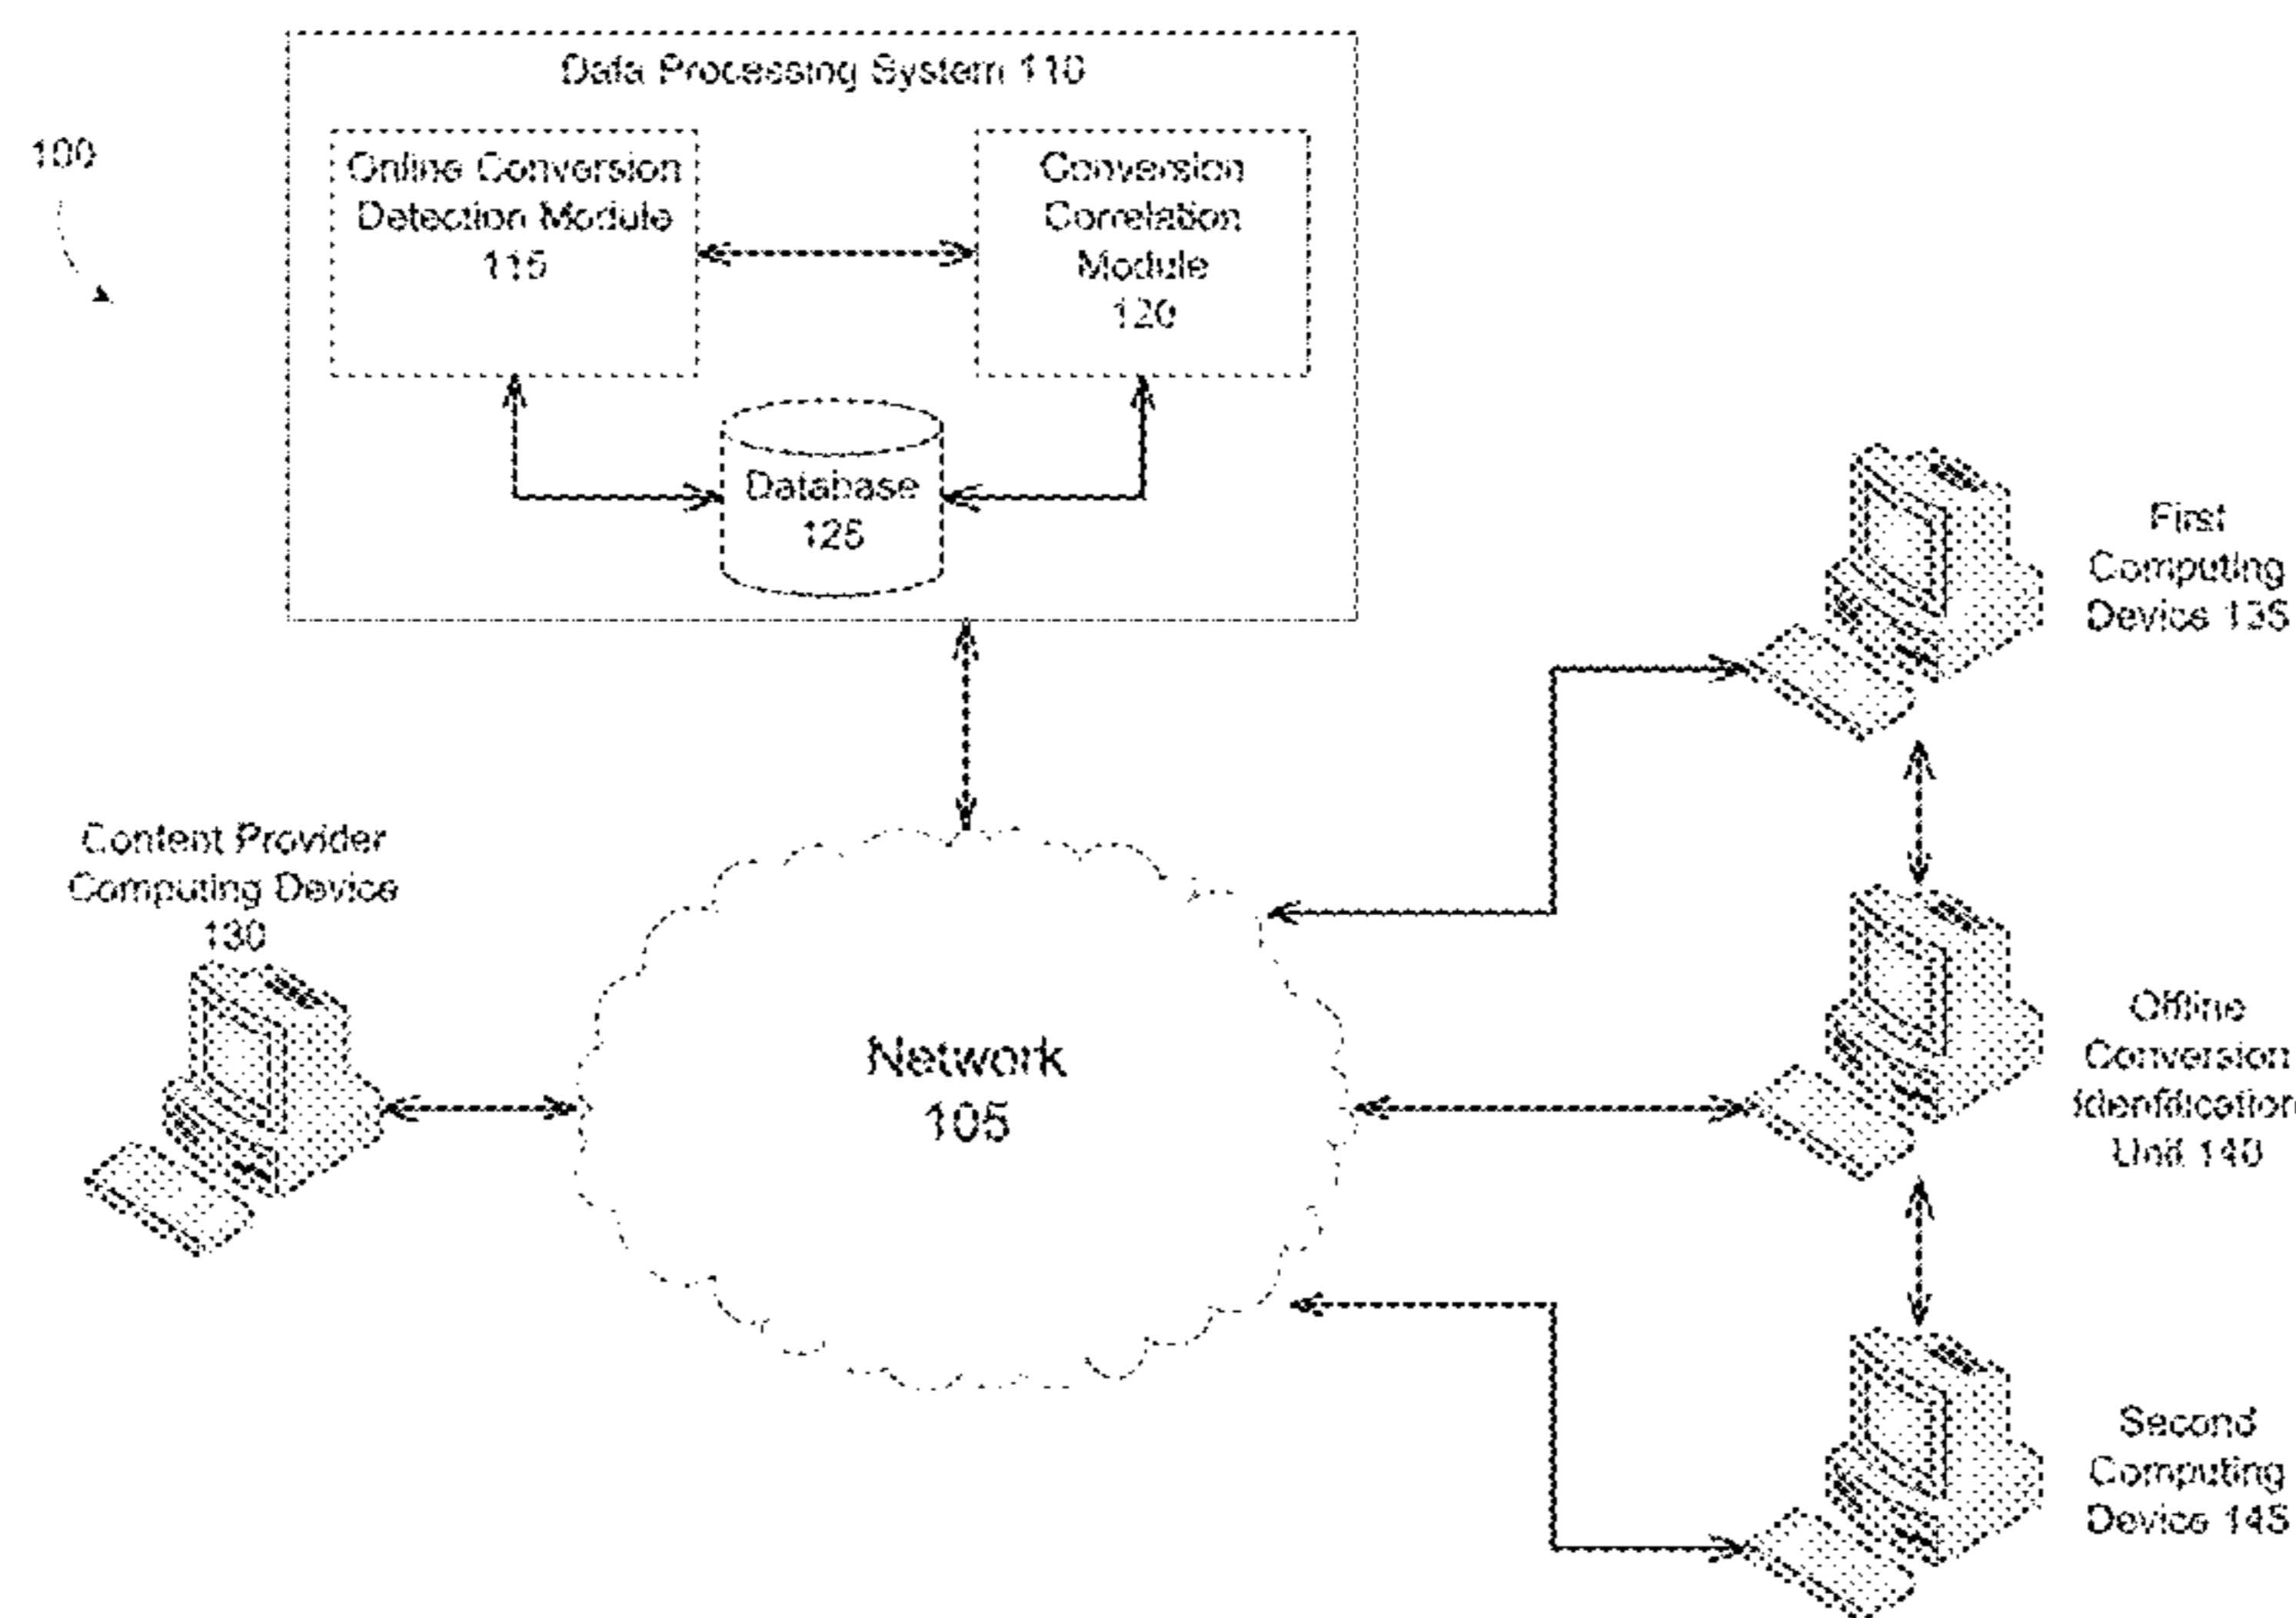 Data Processing System 110
100
Online Conversion
Detection Module
115
Conversion
Correlation
Module
120
Database
125
First
Computing
Device 135
Content Provider
Computing Device
130
Network
105
Offline
Conversion
Identification
Unit 140
Second
Computing
Device 145